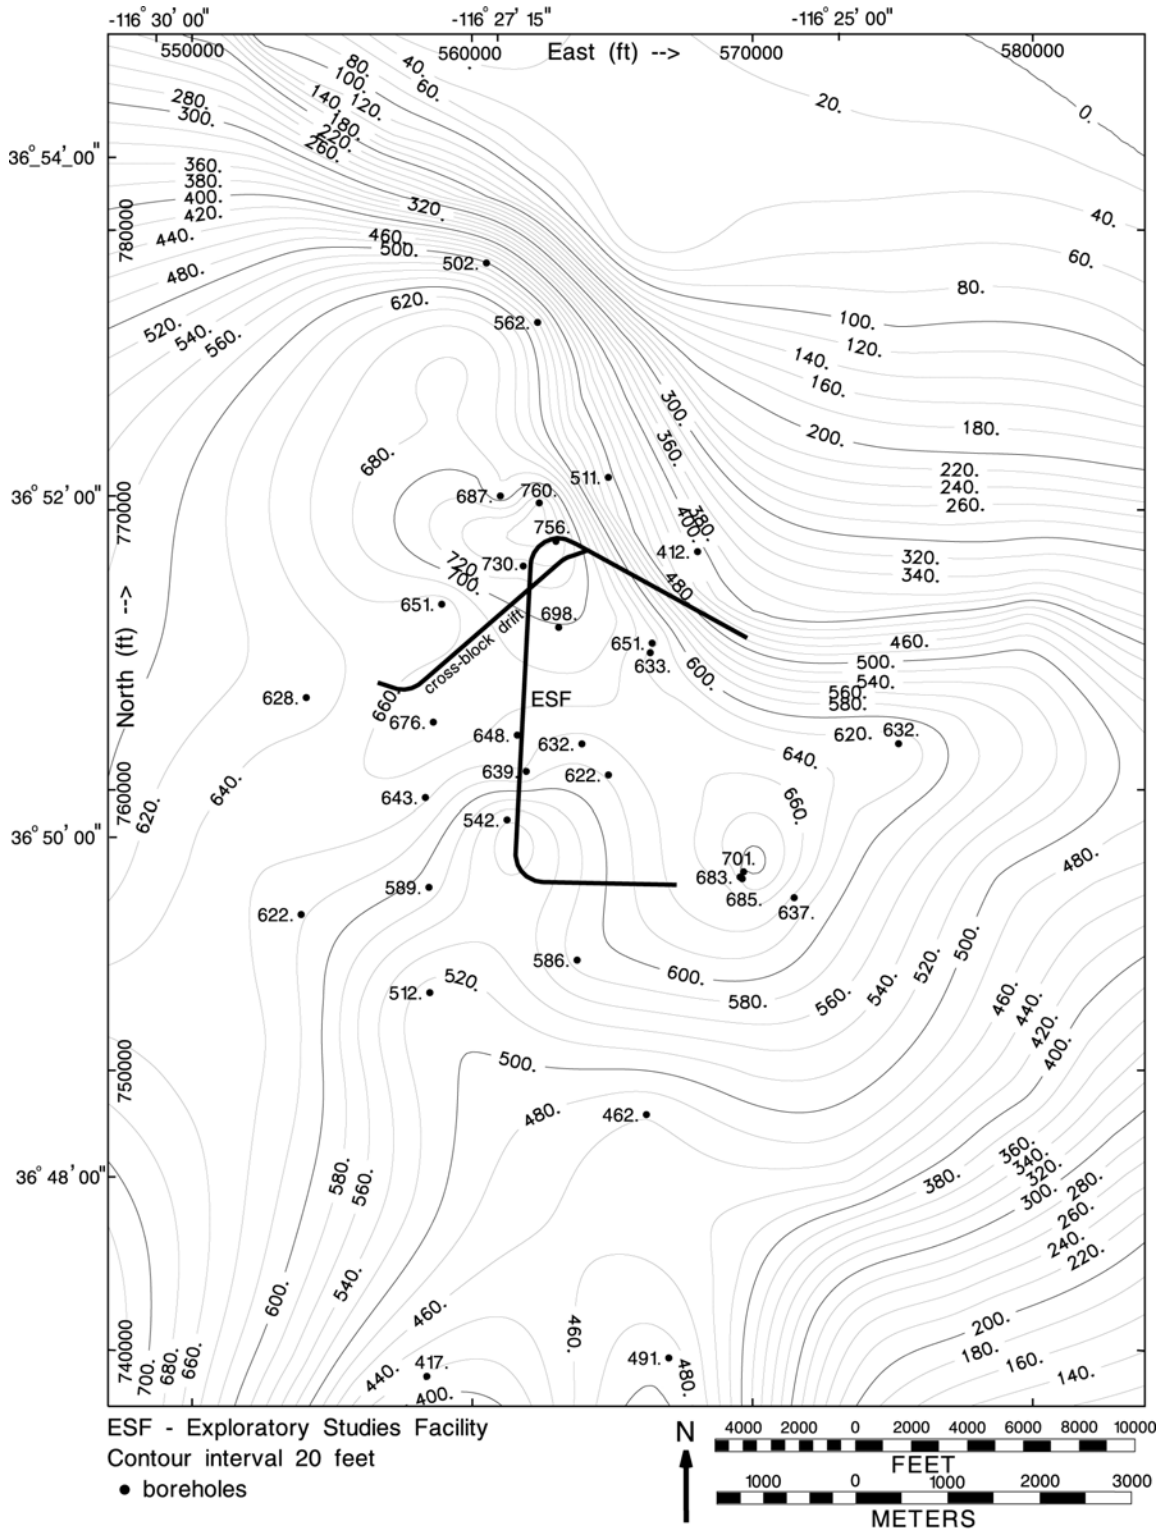 -116° 30' 00" -116° 27' 15" -116° 25' 00"
550000 560000 East (ft) --> 570000 580000
80. 40.
100. 60. 20. 0.
280. 140. 120.
300. 180.
220.
36°_54'_00" 260.
360.
380.
400. 320. 40.
420.
780000 440. 460.
500. 60.
480. 502.
620. 80.
520. 562. 100.
540. 560. 120.
140.
160.
300.
200. 180.
680. 360. 220.
36° 52' 00" 687. 760. 511. 240.
770000 260.
380.
400.
756. 412. 320.
720. 730. 340.
700. 480
651. 698. 460.
North (ft) --> cross-block drift 651. 500.
633. 540.
600. 560.
628. 660. ESF 580.
676. 648. 632. 620. 632.
640. 639. 622. 640.
760000 620. 643. 660.
36° 50' 00" 542. 480.
701.
589. 683.
685. 637.
622.
586. 600. 500.
520. 580. 560. 540. 520.
512. 460. 440. 420. 400.
750000 500.
480. 462.
36° 48' 00" 580. 560. 380. 360. 340. 320. 300. 280.
260.
240.
220.
600. 540.
460. 460. 200.
740000 180.
700. 680. 660. 440. 417. 491. 480. 160.
400. 140.
ESF - Exploratory Studies Facility
Contour interval 20 feet
boreholes
N
4000 2000 0 2000 4000 6000 8000 10000
FEET
1000 0 1000 2000 3000
METERS